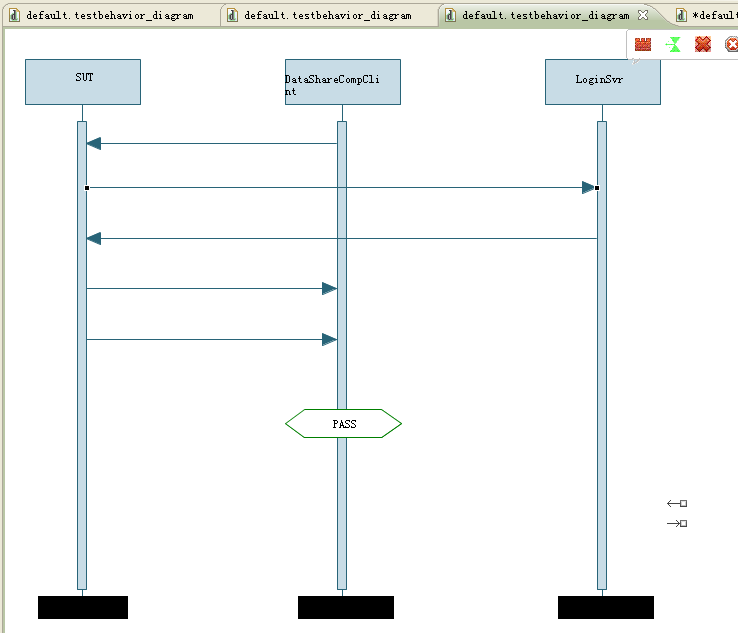 default.testbehavior_diagram
default.testbehavior_diagram
default.testbehavior_diagram
*default
SUT
DataShareCompCli
nt
LoginSvr
PASS